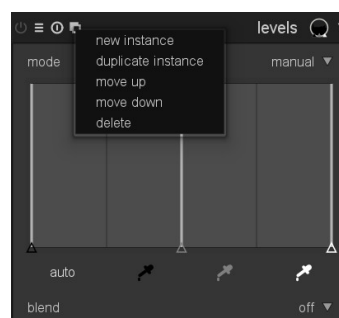 levels
new instance
mode
duplicate instance
manual
move up
move down
delete
auto
blend
off